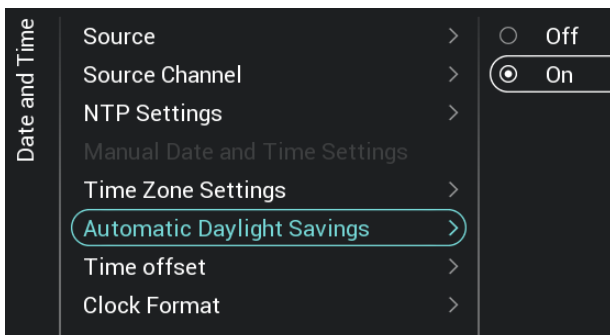 Date and Time
Source
Source Channel
NTP Settings
Manual Date and Time Settings
Time Zone Settings
Automatic Daylight Savings
Time offset
Clock Format
Off
On